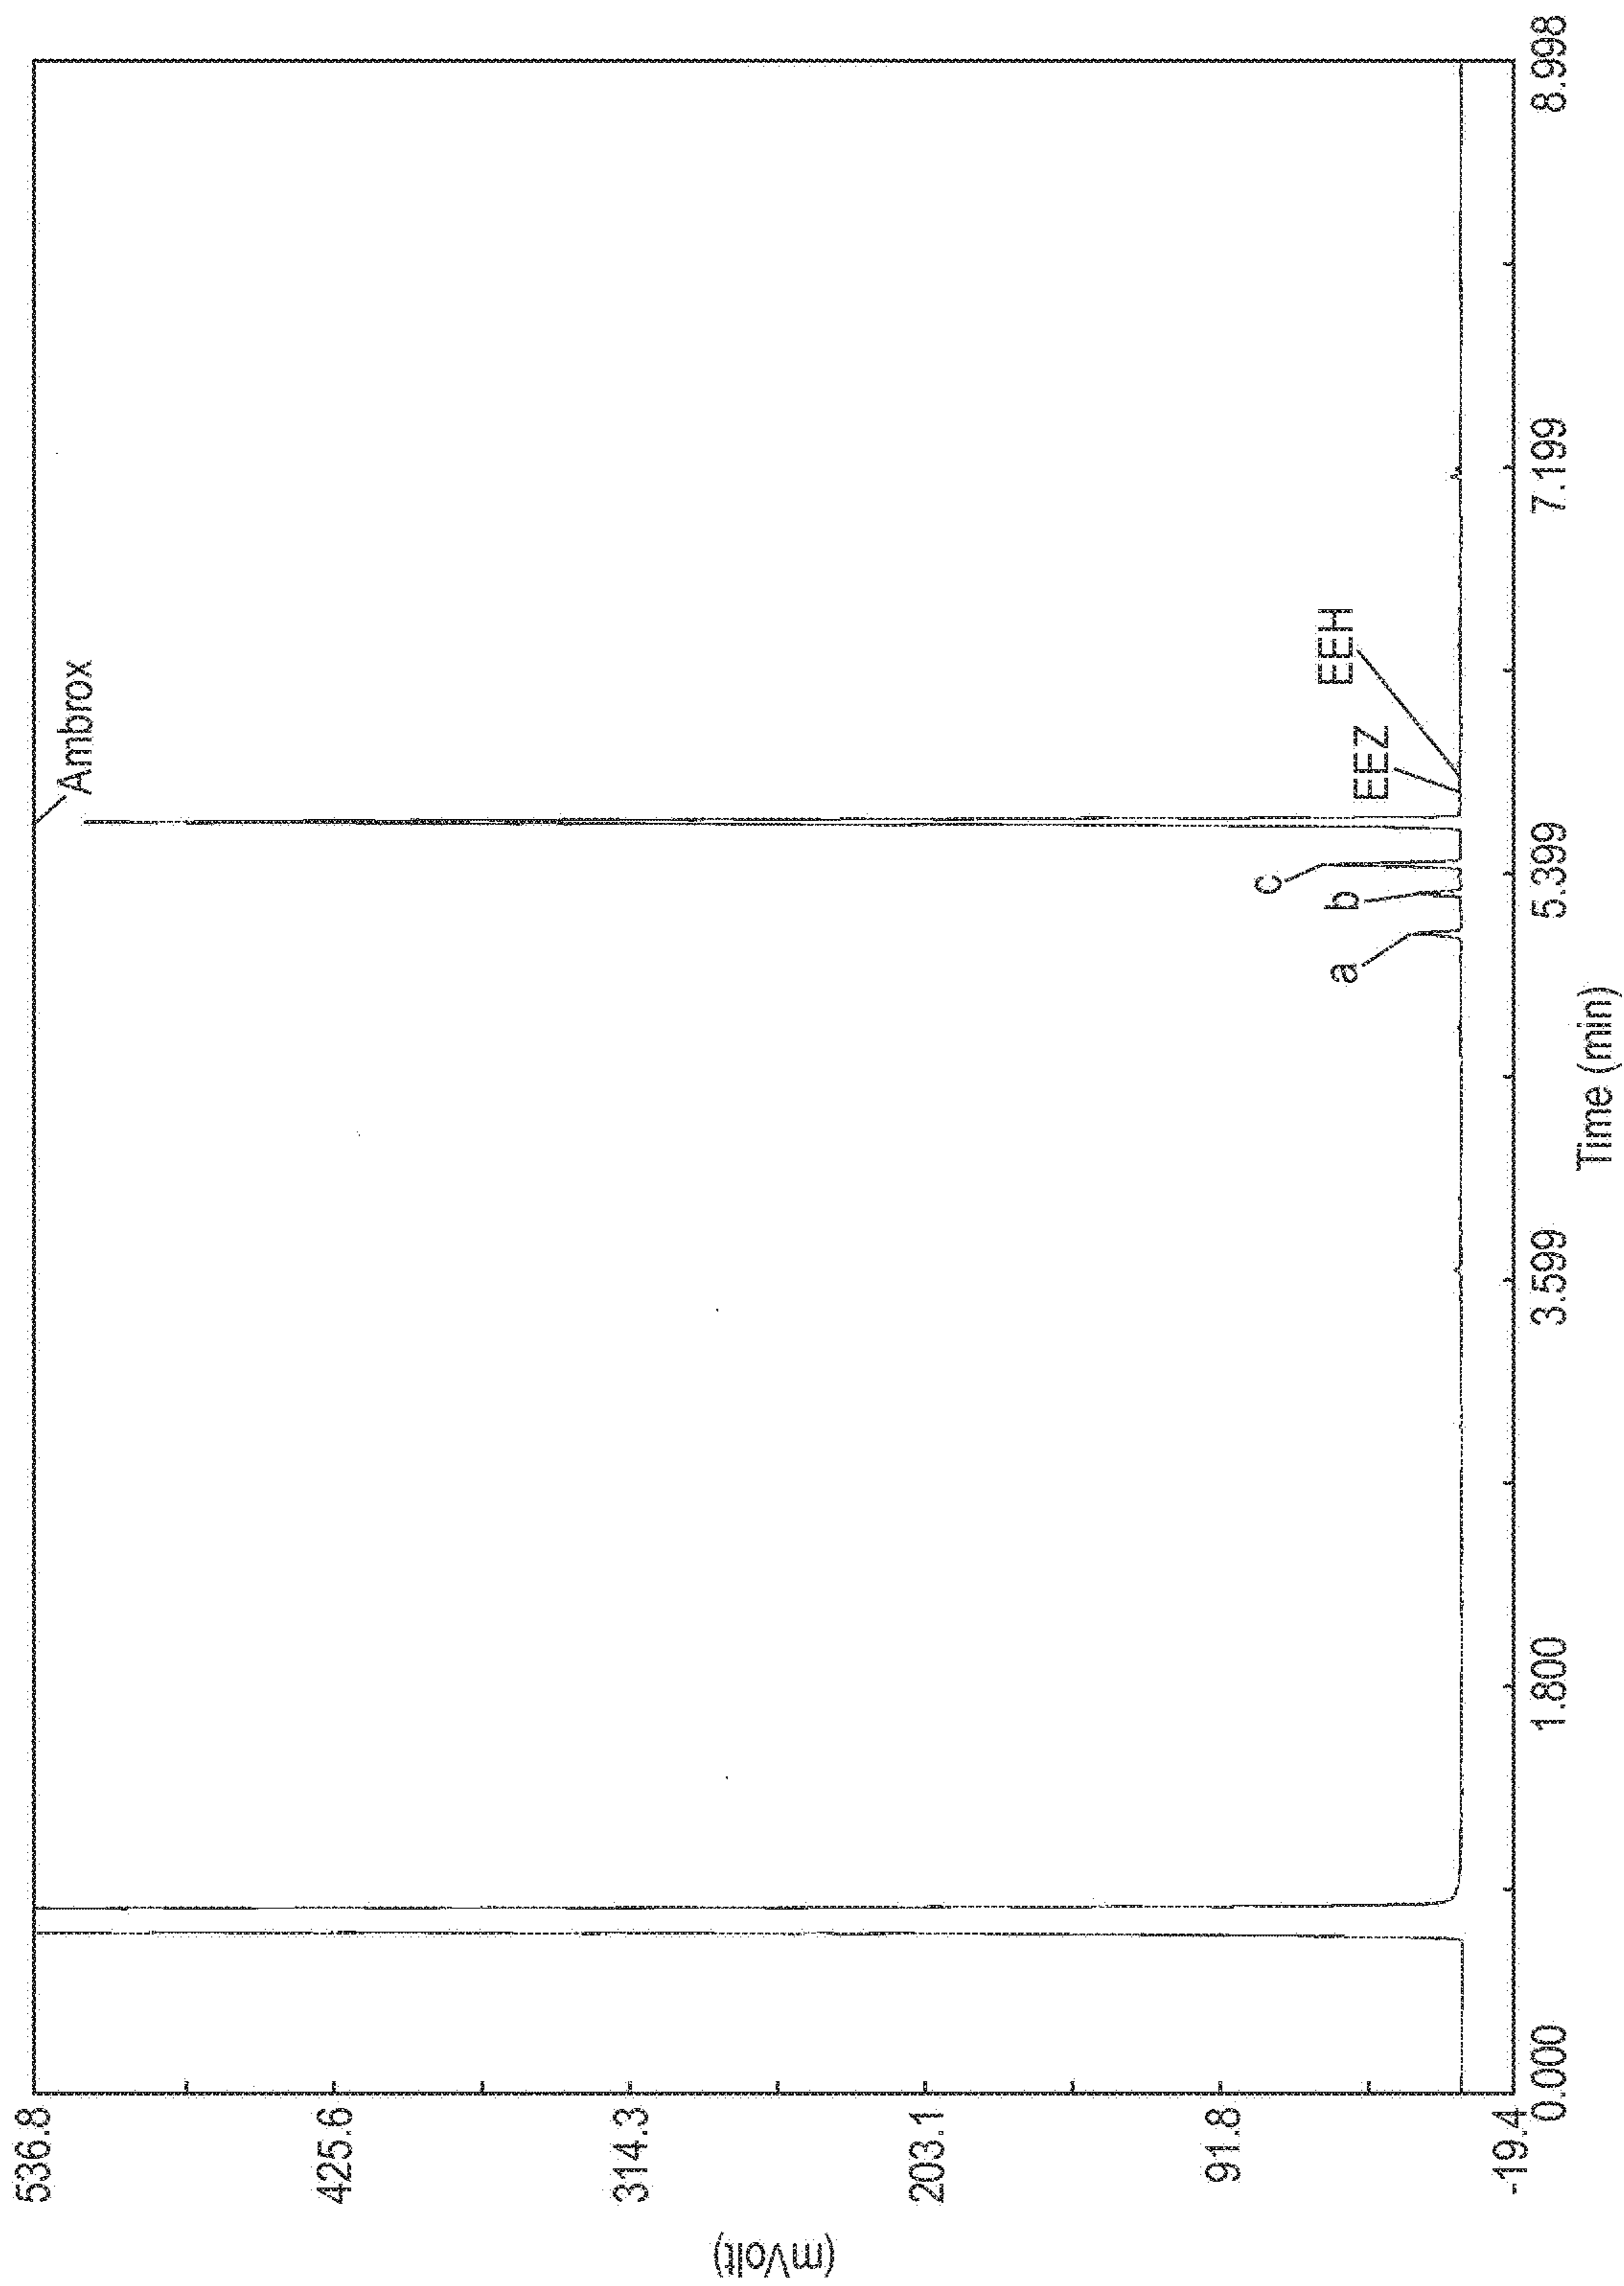 536.8
425.6
314.3
203.1
91.8
-19.4
(mVolt)
Ambrox
a
b
c
EEZ
EEH
0.000
1.800
3.599
5.399
7.199
8.998
Time (min)